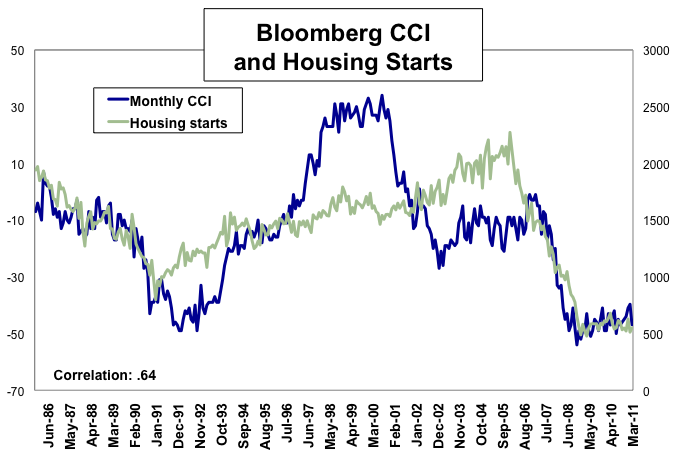 Bloomberg CCI
and Housing Starts
50
30
10
-10
-30
-50
-70
3000
2500
2000
1500
1000
500
0
Monthly CCI
Housing starts
Correlation: .64
Jun-86
May-87
Apr-88
Mar-89
Feb-90
Jan-91
Dec-91
Nov-92
Oct-93
Sep-94
Aug-95
Jul-96
Jun-97
May-98
Apr-99
Mar-00
Feb-01
Jan-02
Dec-02
Nov-03
Oct-04
Sep-05
Aug-06
Jul-07
Jun-08
May-09
Apr-10
Mar-11